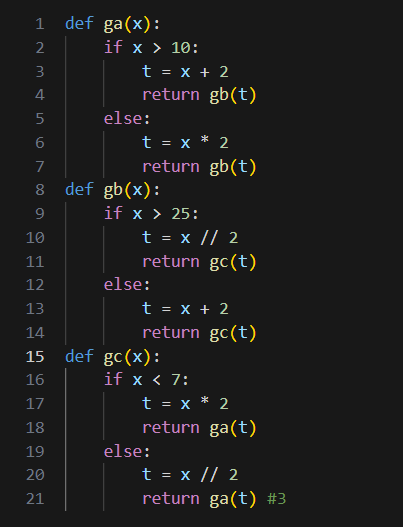 1 def ga(x):
2     if x > 10:
3         t = x + 2
4         return gb(t)
5     else:
6         t = x * 2
7         return gb(t)
8 def gb(x):
9     if x > 25:
10         t = x // 2
11         return gc(t)
12     else:
13         t = x + 2
14         return gc(t)
15 def gc(x):
16     if x < 7:
17         t = x * 2
18         return ga(t)
19     else:
20         t = x // 2
21         return ga(t) #3